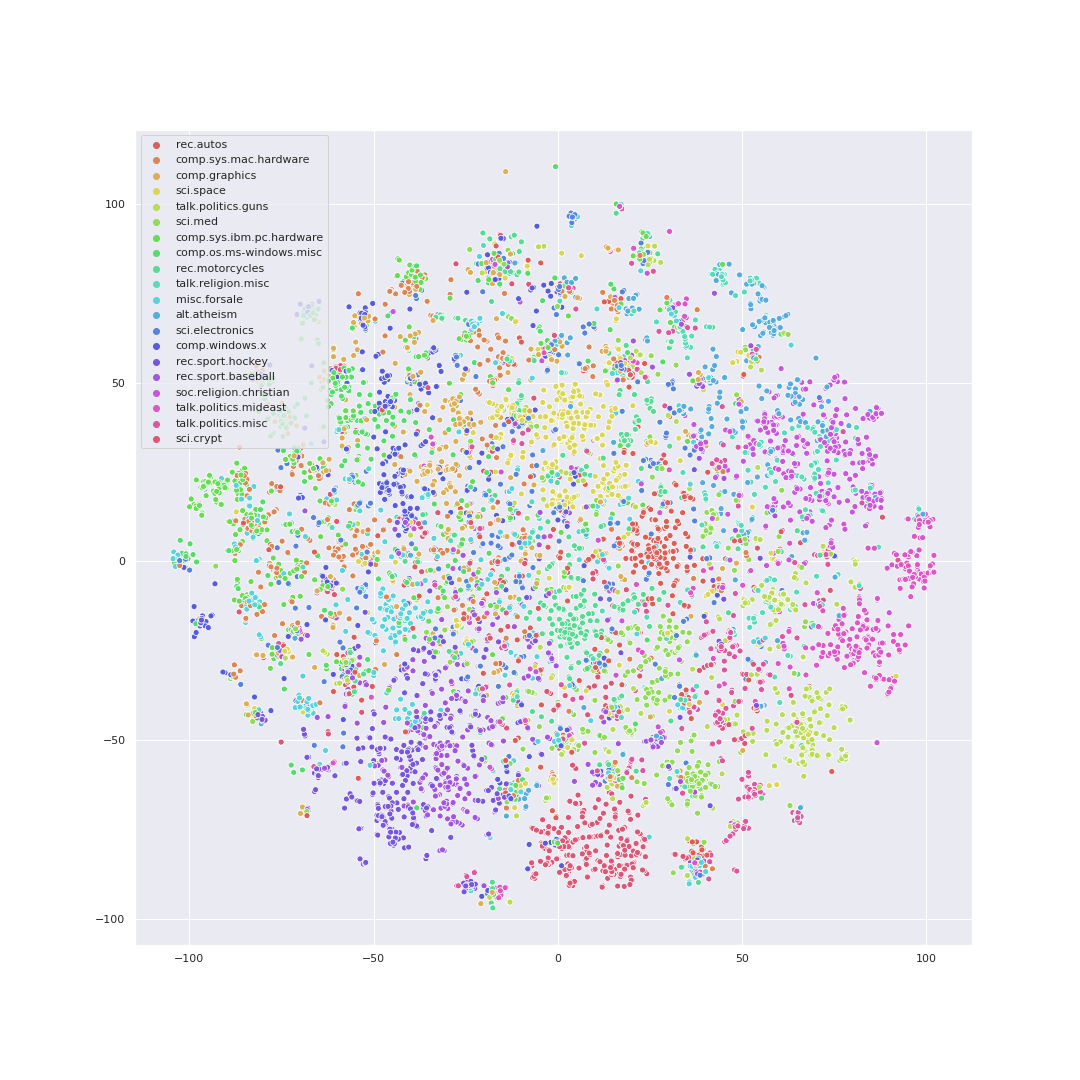 rec.autos
comp.sys.mac.hardware
comp.graphics
sci.space
talk.politics.guns
sci.med
comp.sys.ibm.pc.hardware
comp.os.ms-windows.misc
rec.motorcycles
talk.religion.misc
misc.forsale
alt.atheism
sci.electronics
comp.windows.x
rec.sport.hockey
rec.sport.baseball
soc.religion.christian
talk.politics.mideast
talk.politics.misc
sci.crypt
100
50
0
−50
−100
−100 −50 0 50 100